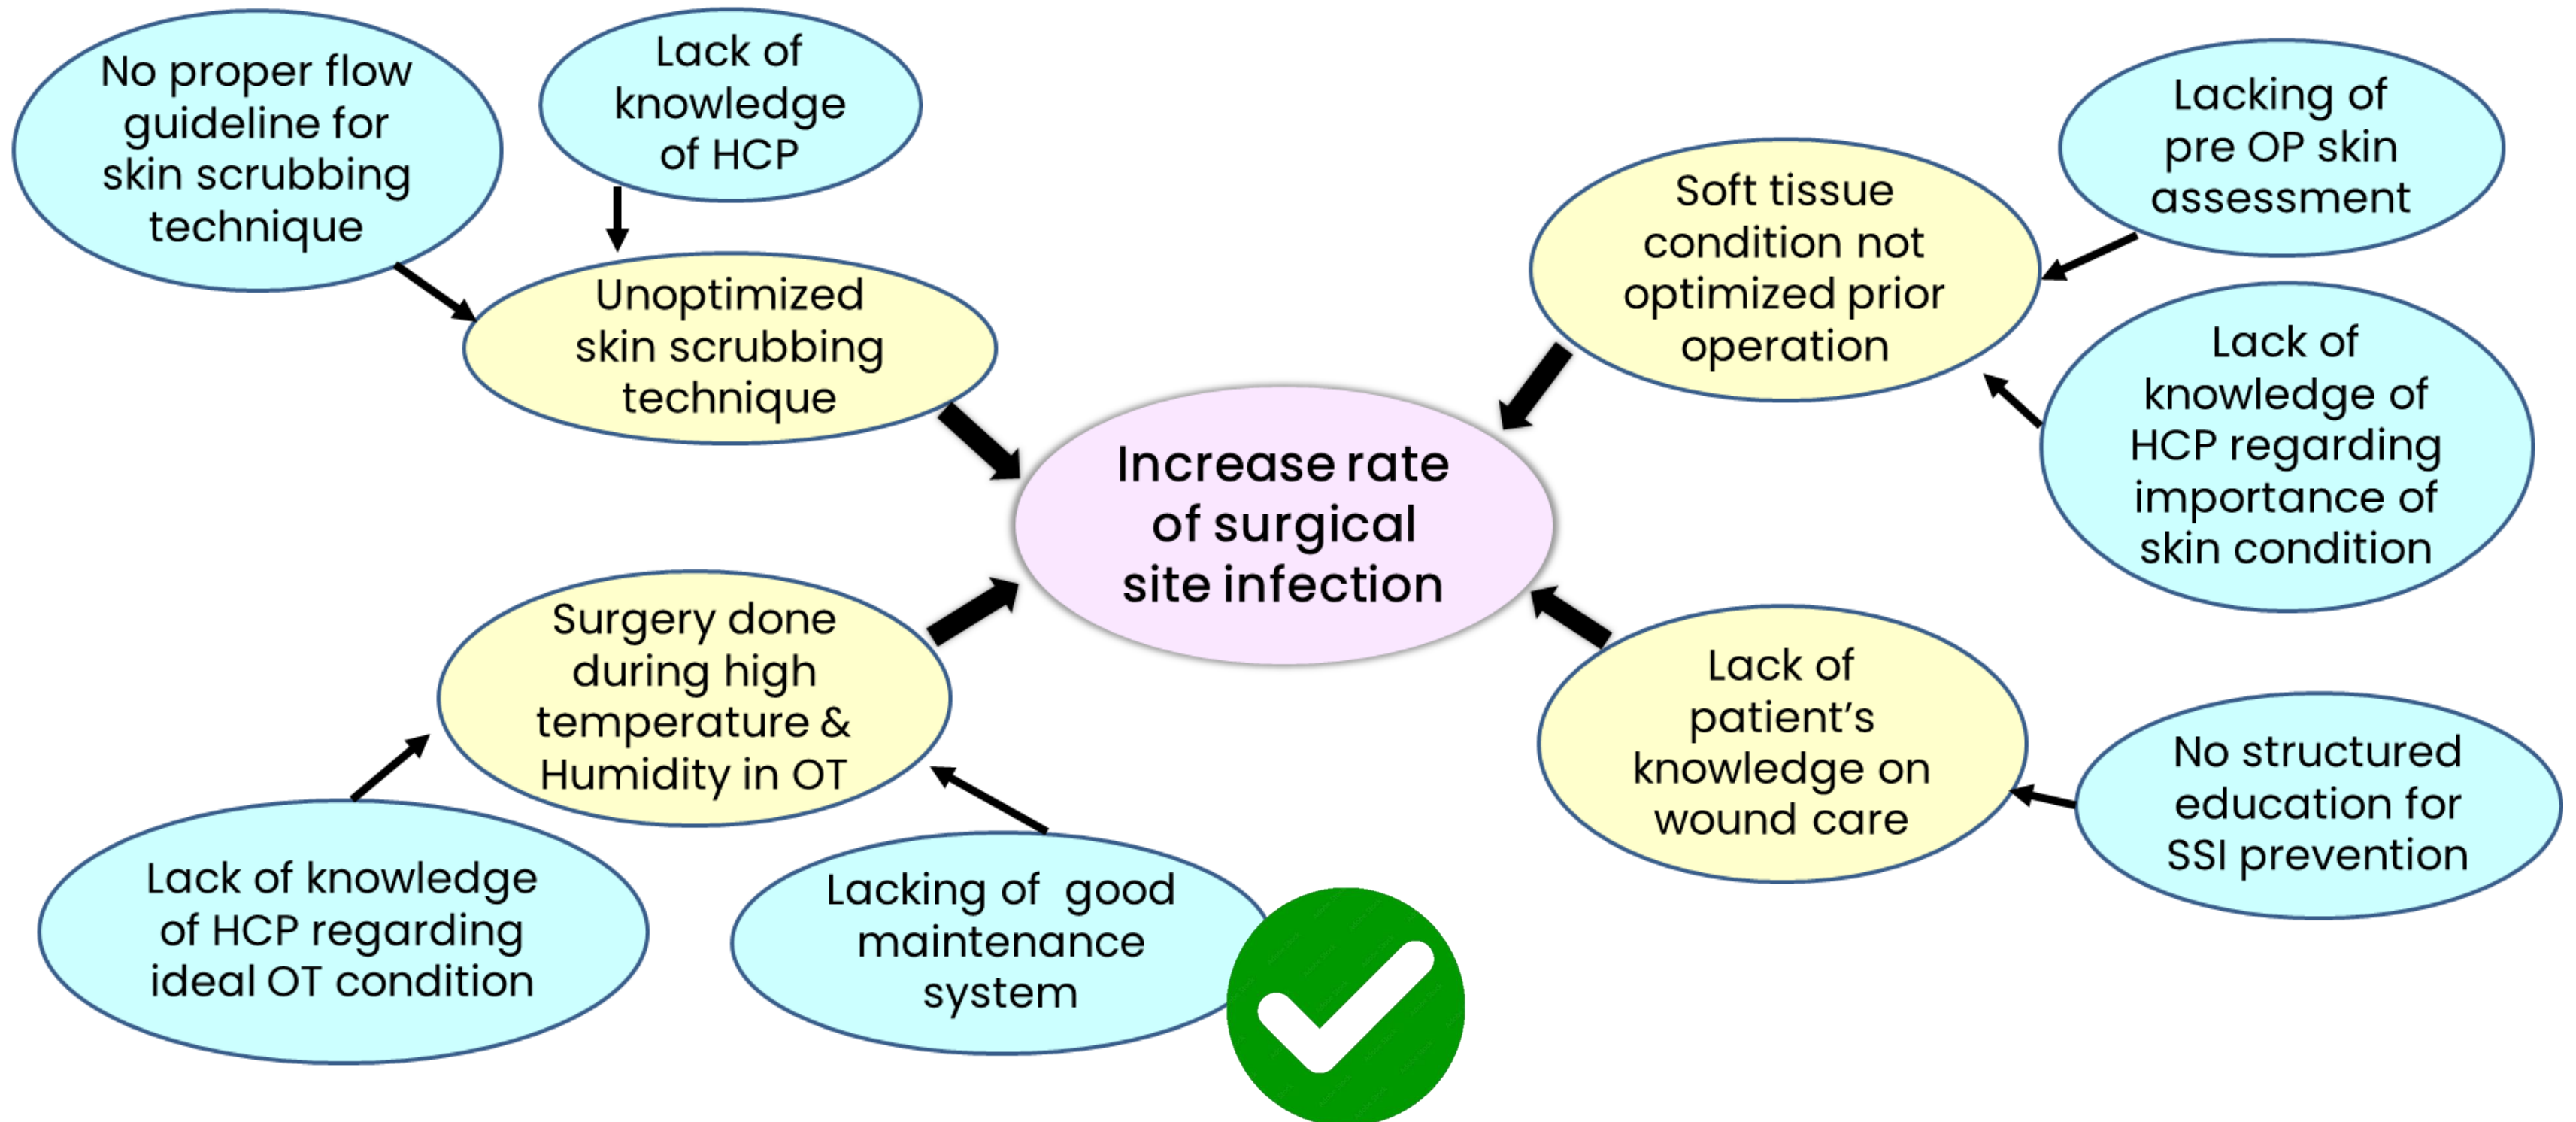 No proper flow
guideline for
skin scrubbing
technique
Lack of
knowledge
of HCP
Unoptimized
skin scrubbing
technique
Soft tissue
condition not
optimized prior
operation
Lacking of
pre OP skin
assessment
Lack of
knowledge of
HCP regarding
importance of
skin condition
Increase rate
of surgical
site infection
Surgery done
during high
temperature &
Humidity in OT
Lack of knowledge
of HCP regarding
ideal OT condition
Lacking of  good
maintenance
system
Lack of
patient’s
knowledge on
wound care
No structured
education for
SSI prevention